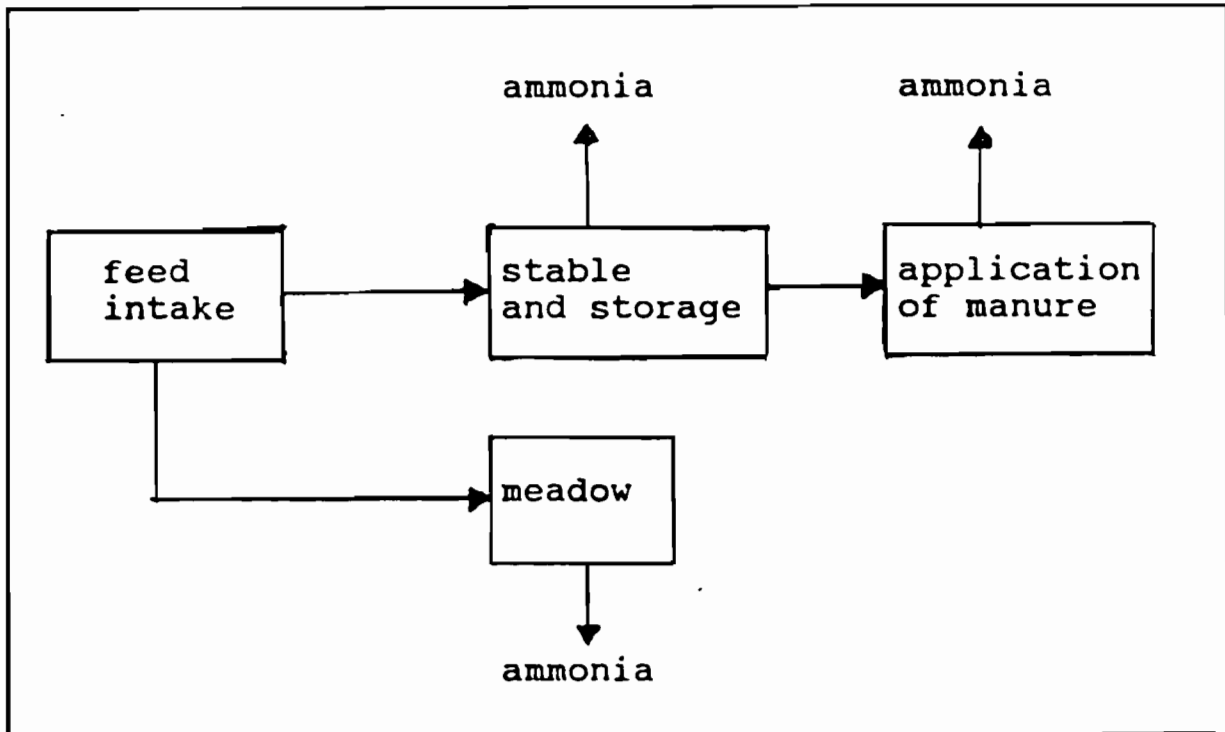 ammonia
ammonia
feed
intake
stable
and storage
application
of manure
meadow
ammonia